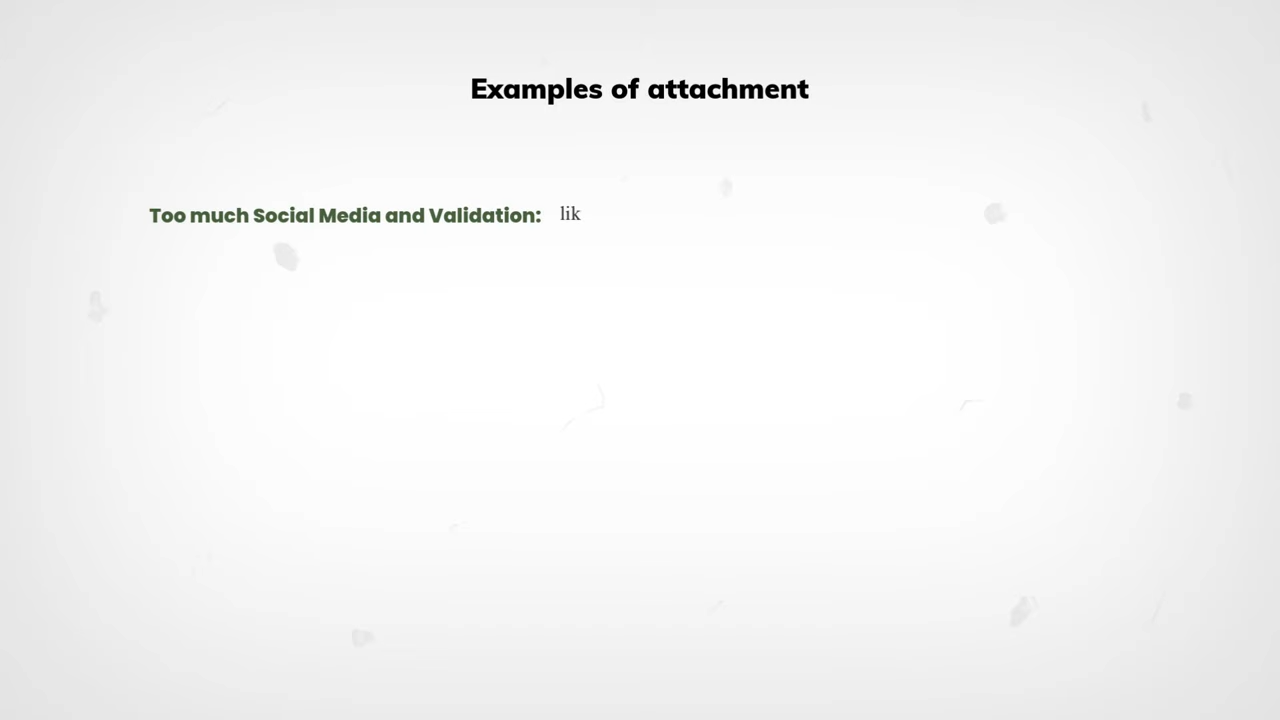 Examples of attachment
Too much Social Media and Validation: lik